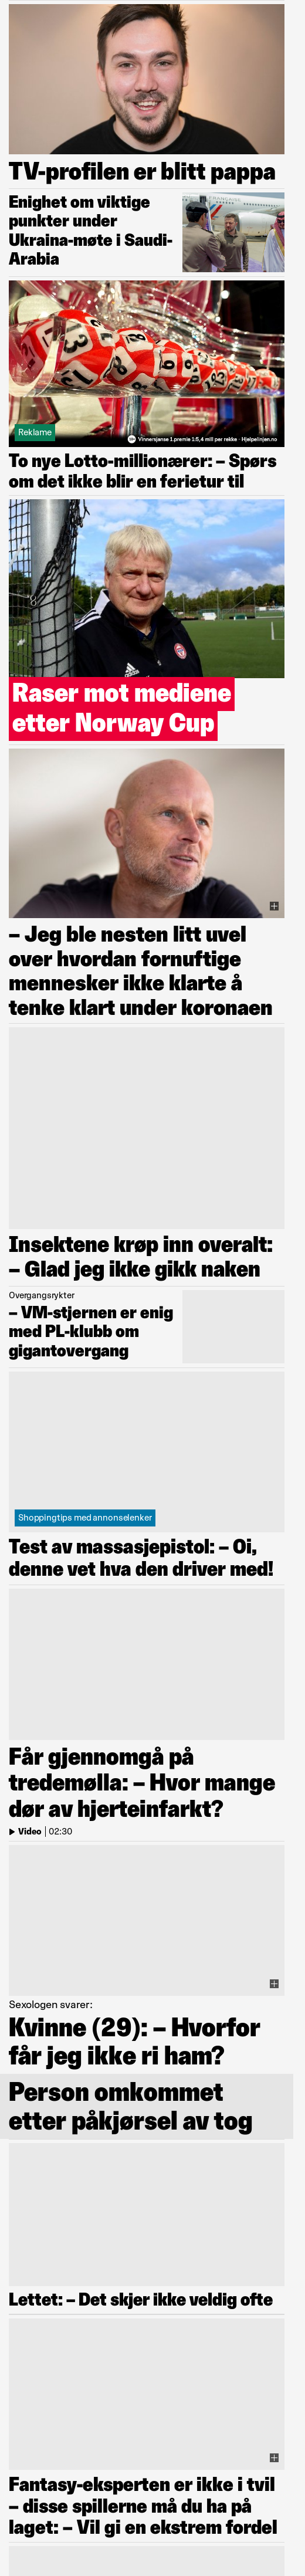 TV-profilen er blitt pappa
Enighet om viktige
punkter under
Ukraina-møte i Saudi-
Arabia
Reklame
Vinnersjanse 1.premie 1:5,4 mill per rekke - Hjelpelinjen.no
To nye Lotto-millionærer: – Spørs
om det ikke blir en ferietur til
Raser mot mediene
etter Norway Cup
– Jeg ble nesten litt uvel
over hvordan fornuftige
mennesker ikke klarte å
tenke klart under koronaen
Insektene krøp inn overalt:
– Glad jeg ikke gikk naken
Overgangsrykter
– VM-stjernen er enig
med PL-klubb om
gigantovergang
Shoppingtips med annonselenker
Test av massasjepistol: – Oi,
denne vet hva den driver med!
Får gjennomgå på
tredemølla: – Hvor mange
dør av hjerteinfarkt?
Video | 02:30
Sexologen svarer:
Kvinne (29): – Hvorfor
får jeg ikke ri ham?
Person omkommet
etter påkjørsel av tog
Lettet: – Det skjer ikke veldig ofte
Fantasy-eksperten er ikke i tvil
– disse spillerne må du ha på
laget: – Vil gi en ekstrem fordel